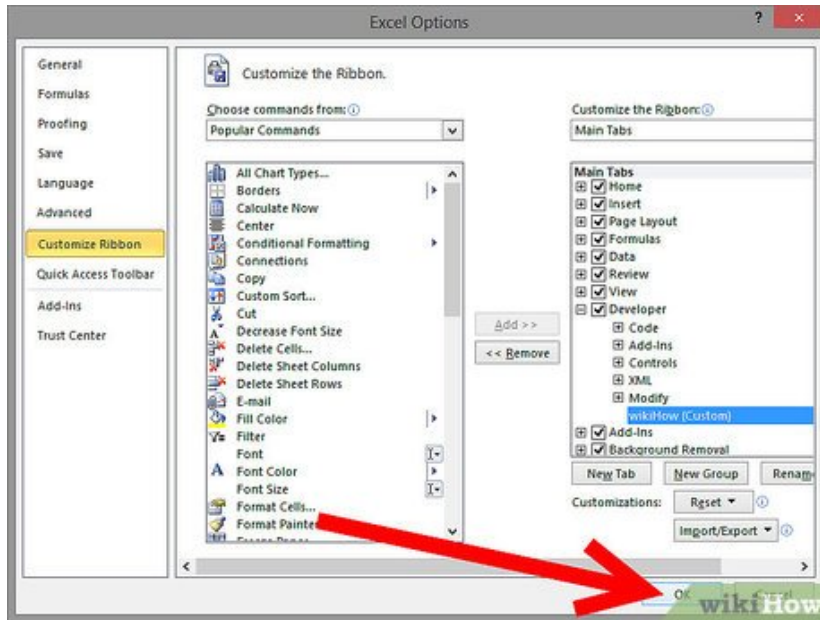 Excel Options
?
General
Formulas
Proofing
Save
Language
Advanced
Customize Ribbon
Quick Access Toolbar
Add-Ins
Trust Center
Customize the Ribbon.
Choose commands from:
Popular Commands
All Chart Types...
Borders
Calculate Now
Center
Conditional Formatting
Connections
Copy
Custom Sort...
Cut
Decrease Font Size
Delete Cells...
Delete Sheet Columns
Delete Sheet Rows
E-mail
Fill Color
Filter
Font
Font Color
Font Size
Format Cells...
Format Painter
Add >>
<< Remove
Customize the Ribbon:
Main Tabs
Main Tabs
Home
Insert
Page Layout
Formulas
Data
Review
View
Developer
Code
Add-Ins
Controls
XML
Modify
wikiHow (Custom)
Add-Ins
Background Removal
New Tab New Group Renam
Customizations: Reset
Import/Export
OK
wikiHow